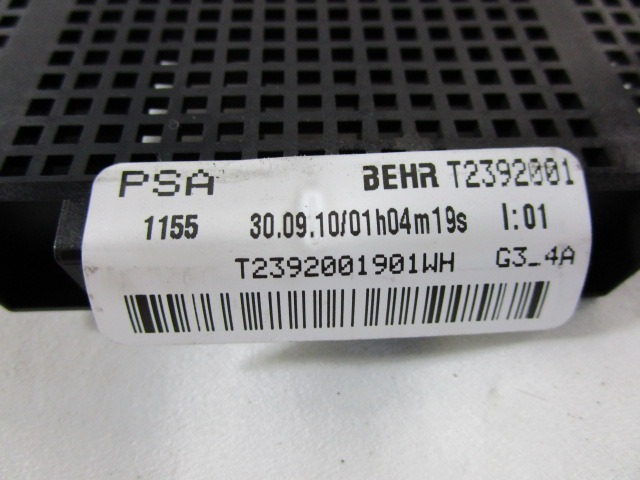 PSA BEHR T2392001
1155 30.09.10/01h04m19s I:01
T2392001901WH G3_4A